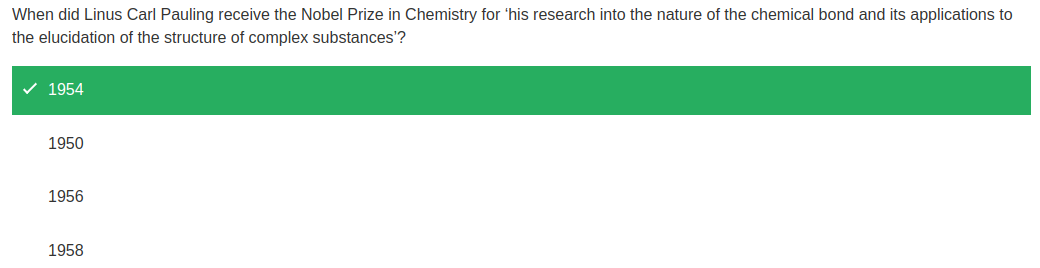 When did Linus Carl Pauling receive the Nobel Prize in Chemistry for ‘his research into the nature of the chemical bond and its applications to
the elucidation of the structure of complex substances’?
1954
1950
1956
1958